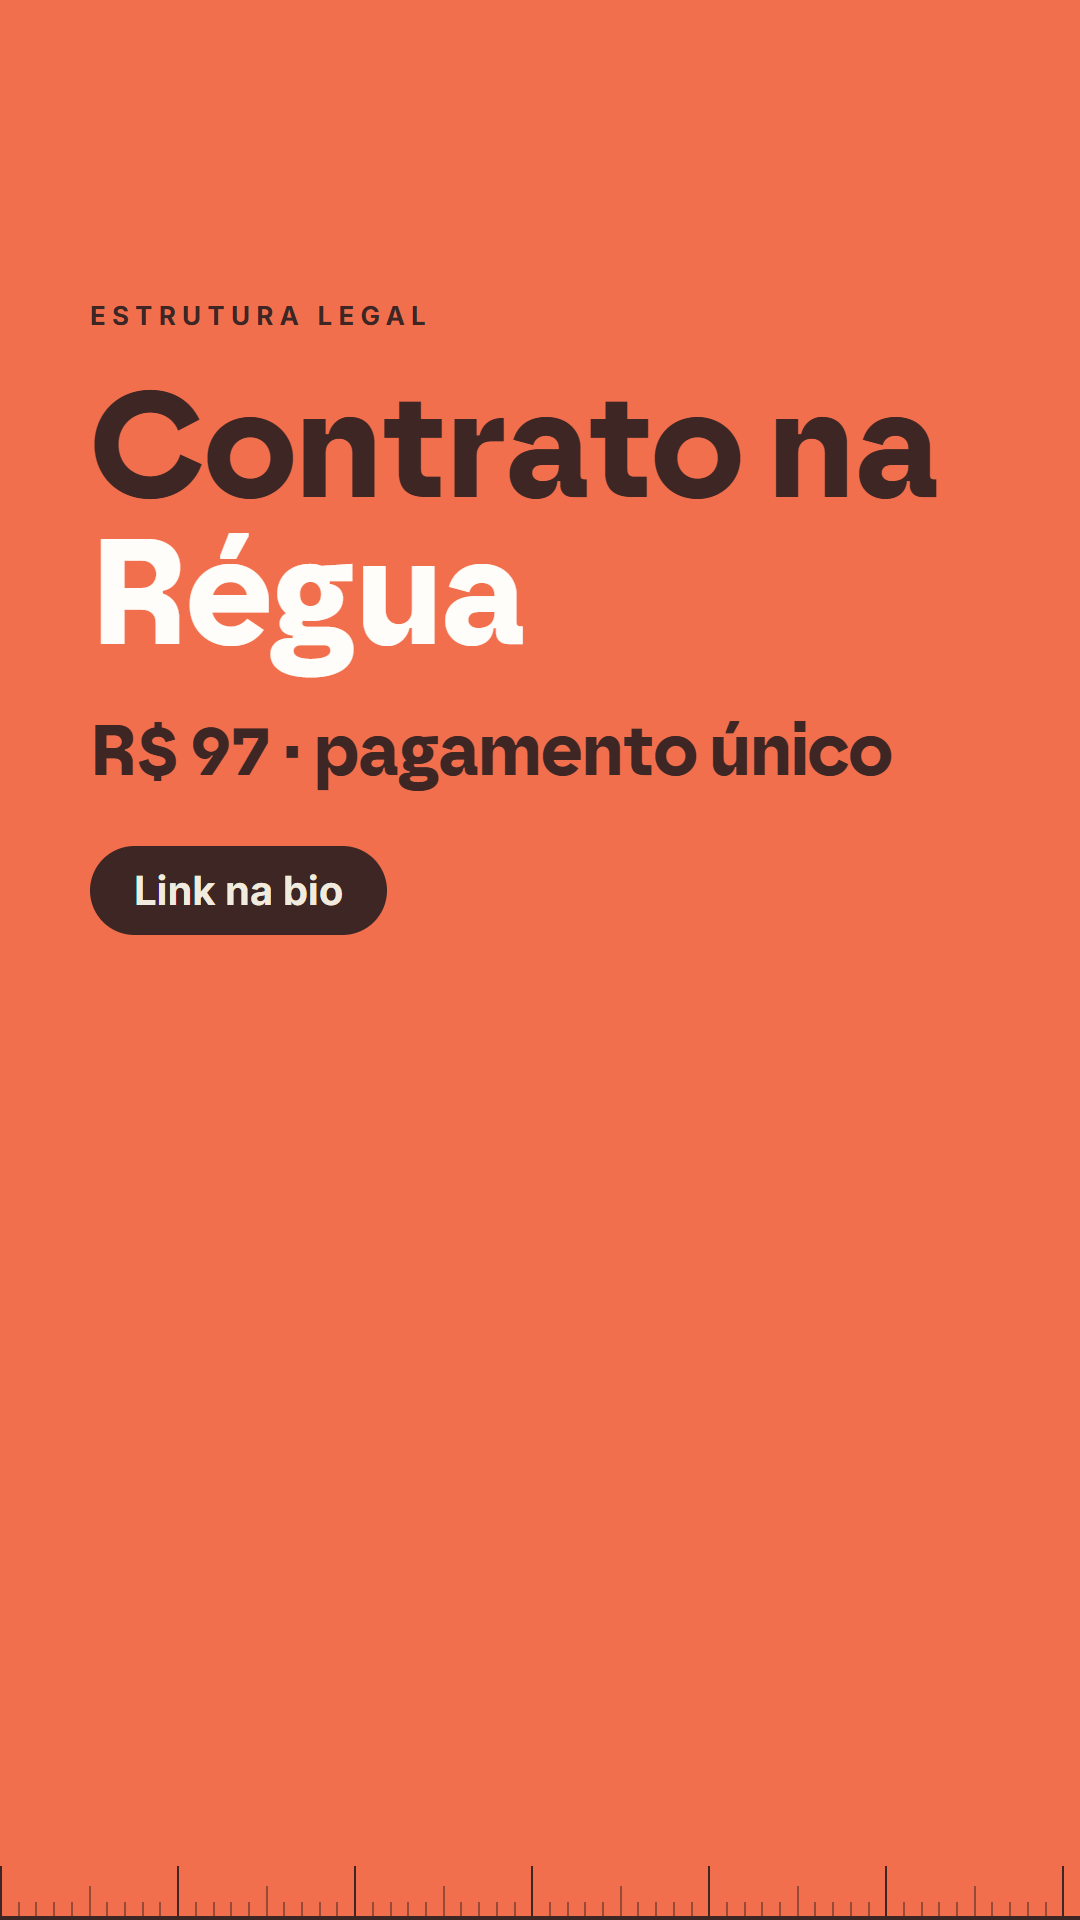 ESTRUTURA LEGAL
Contrato na
Régua
R$ 97 · pagamento único
Link na bio